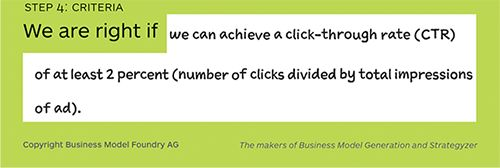 STEP 4: CRITERIA
We are right if we can achieve a click-through rate (CTR)
of at least 2 percent (number of clicks divided by total impressions
of ad).
Copyright Business Model Foundry AG The makers of Business Model Generation and Strategyzer